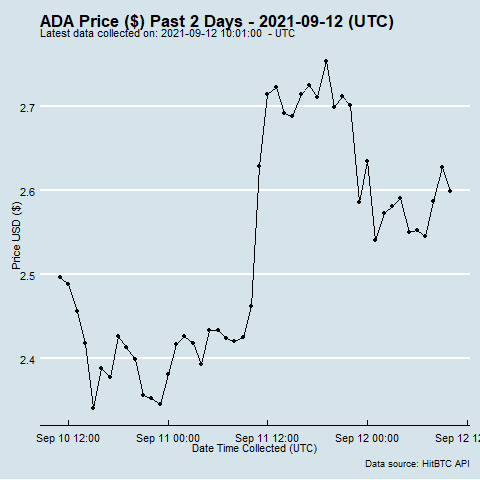 ADA Price ($) Past 2 Days - 2021-09-12 (UTC)
Latest data collected on: 2021-09-12 10:01:00 - UTC
2.7
2.6
2.5
2.4
Price USD ($)
Sep 10 12:00 Sep 11 00:00 Sep 11 12:00 Sep 12 00:00 Sep 12 12
Date Time Collected (UTC)
Data source: HitBTC API